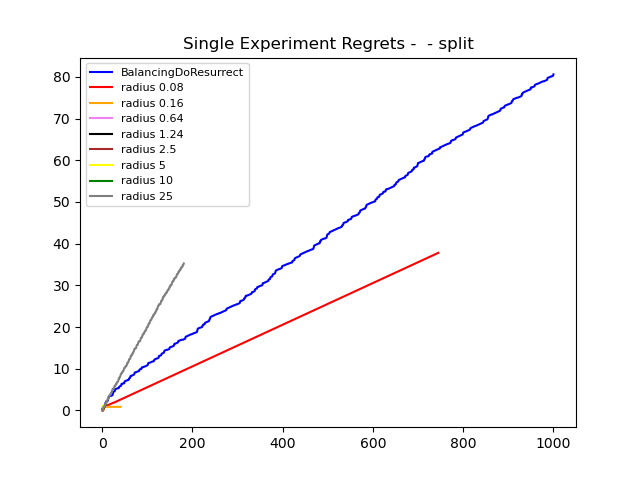 Single Experiment Regrets -  - split
80
70
60
50
40
30
20
10
0
BalancingDoResurrect
radius 0.08
radius 0.16
radius 0.64
radius 1.24
radius 2.5
radius 5
radius 10
radius 25
0 200 400 600 800 1000